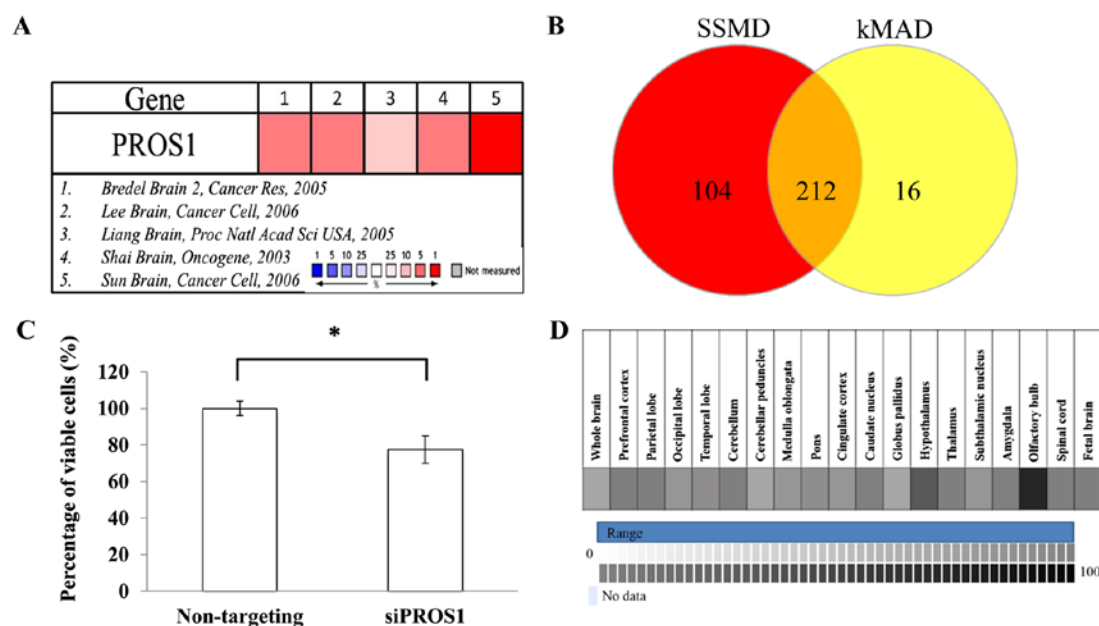 A
Gene 1 2 3 4 5
PROS1
1. Bredel Brain 2, Cancer Res, 2005
2. Lee Brain, Cancer Cell, 2006
3. Liang Brain, Proc Natl Acad Sci USA, 2005
4. Shai Brain, Oncogene, 2003
5. Sun Brain, Cancer Cell, 2006
1 5 10 25 25 10 5 1
%
Not measured
B
SSMD kMAD
104 212 16
C
Percentage of viable cells (%)
120
100
80
60
40
20
0
*
Non-targeting siPROS1
D
Whole brain
Prefrontal cortex
Parietal lobe
Occipital lobe
Temporal lobe
Cerebellum
Cerebellar peduncles
Medulla oblongata
Pons
Cingulate cortex
Caudate nucleus
Globus pallidus
Hypothalamus
Thalamus
Subthalamic nucleus
Amygdala
Olfactory bulb
Spinal cord
Fetal brain
Range
0
100
No data